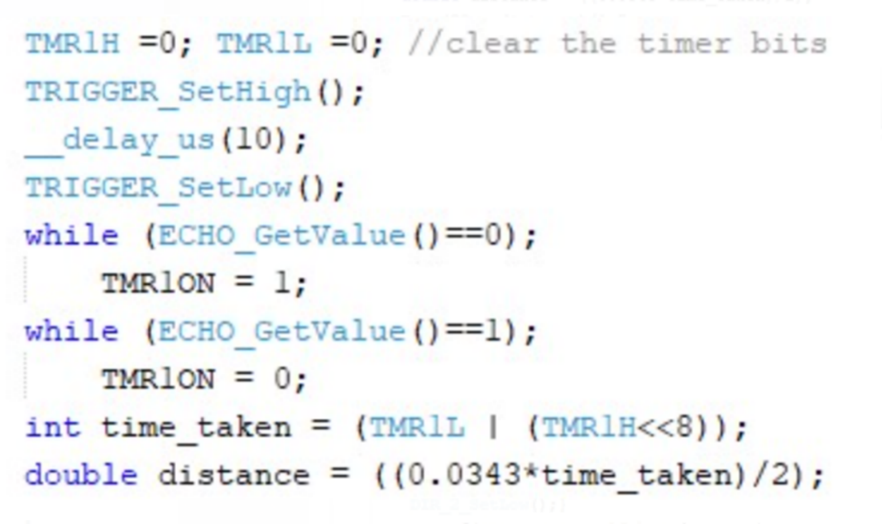 TMR1H =0; TMR1L =0; //clear the timer bits
TRIGGER_SetHigh();
__delay_us(10);
TRIGGER_SetLow();
while (ECHO_GetValue()==0);
TMR1ON = 1;
while (ECHO_GetValue()==1);
TMR1ON = 0;
int time_taken = (TMR1L | (TMR1H<<8));
double distance = ((0.0343*time_taken)/2);